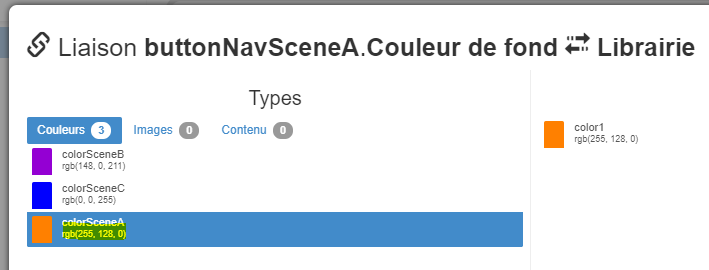 Liaison buttonNavSceneA.Couleur de fond Librairie
Types
Couleurs 3 Images 0 Contenu 0
colorSceneB
rgb(148, 0, 211)
colorSceneC
rgb(0, 0, 255)
colorSceneA
rgb(255, 128, 0)
color1
rgb(255, 128, 0)